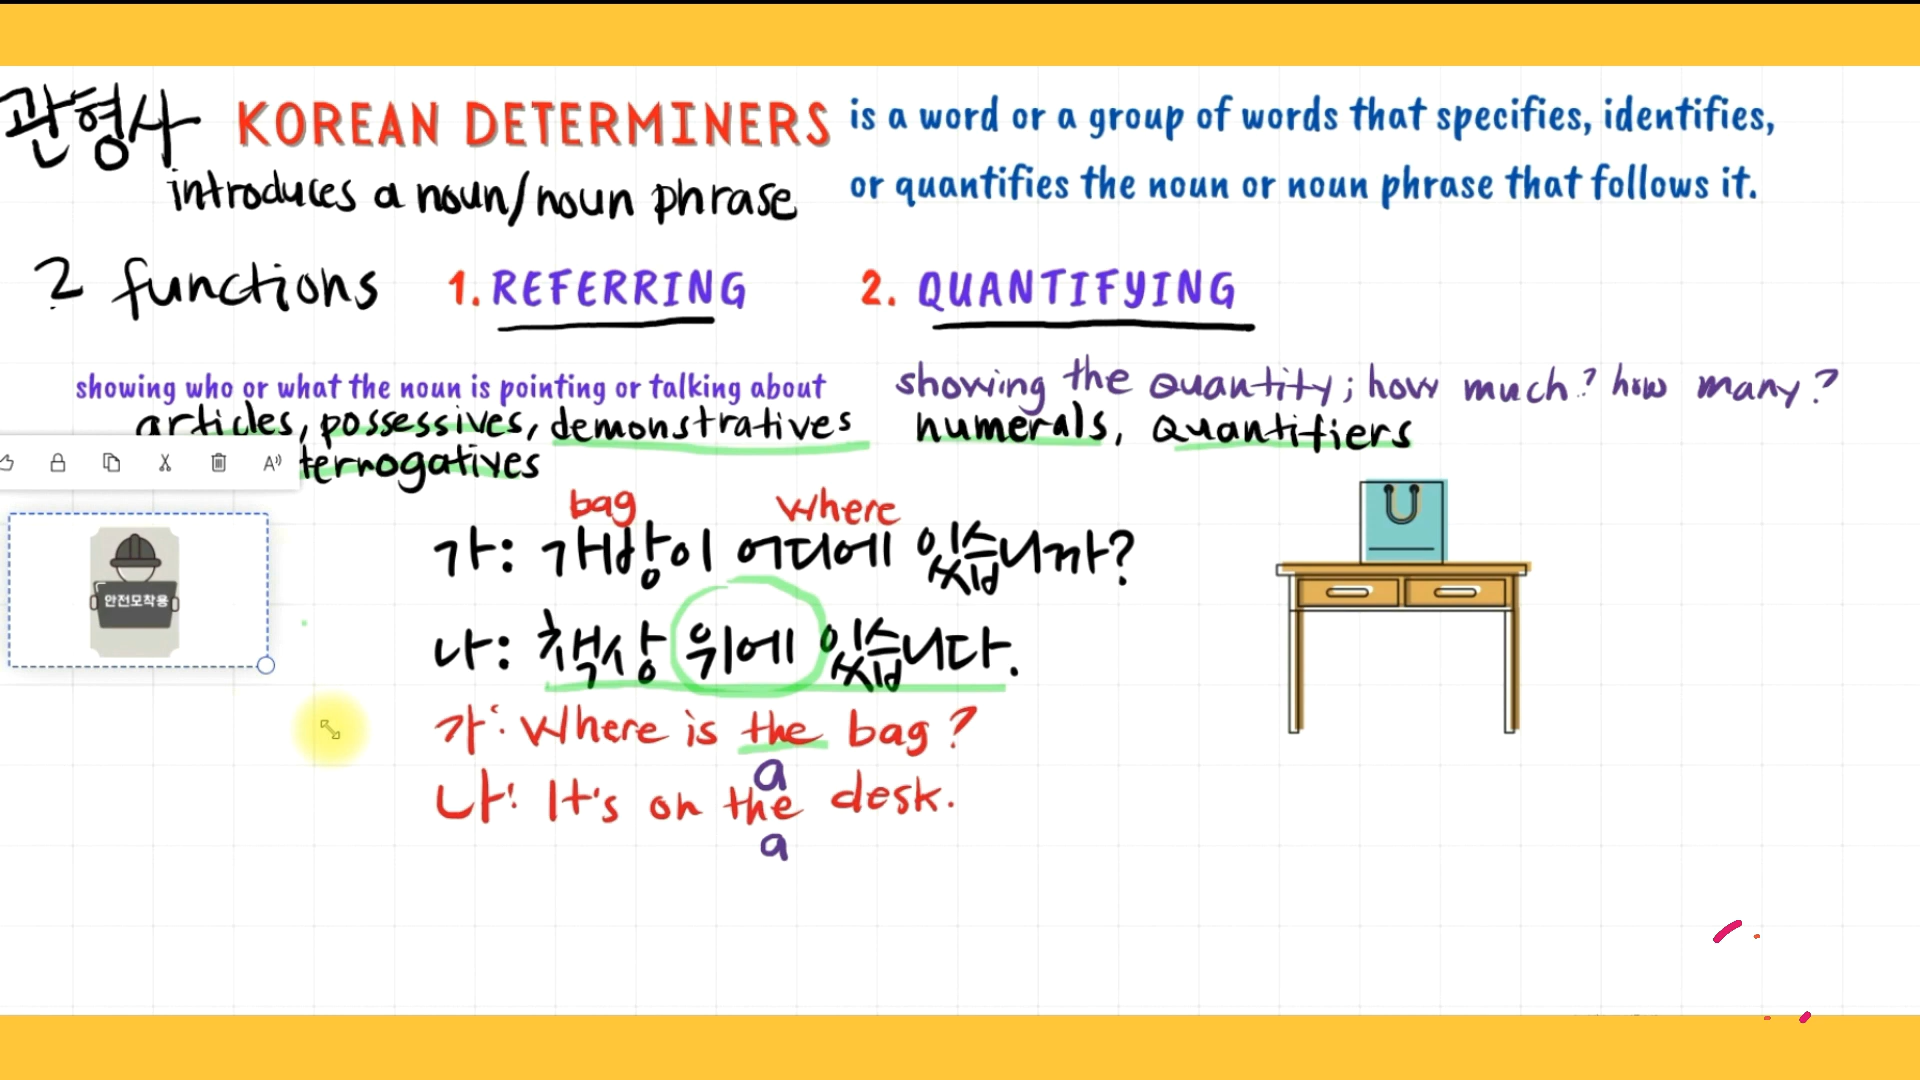 관형사 KOREAN DETERMINERS is a word or a group of words that specifies, identifies,
introduces a noun/noun phrase or quantifies the noun or noun phrase that follows it.
2 functions 1. REFERRING 2. QUANTIFYING
showing who or what the noun is pointing or talking about showing the quantity; how much? how many?
articles, possessives, demonstratives numerals, quantifiers
terrogatives
bag where
가: 가방이 어디에 있습니까?
안전모착용
나: 책상 위에 있습니다.
가: Where is the bag?
a
나: It's on the desk.
a